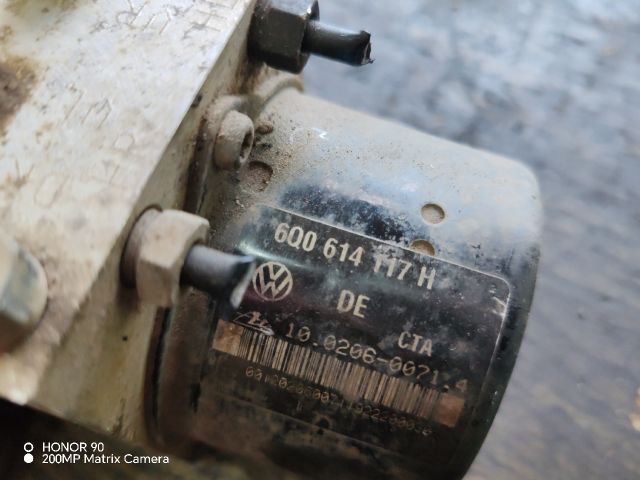 6Q0 614 117 H
DE
CTA
10.0206-0071.4
HONOR 90
200MP Matrix Camera